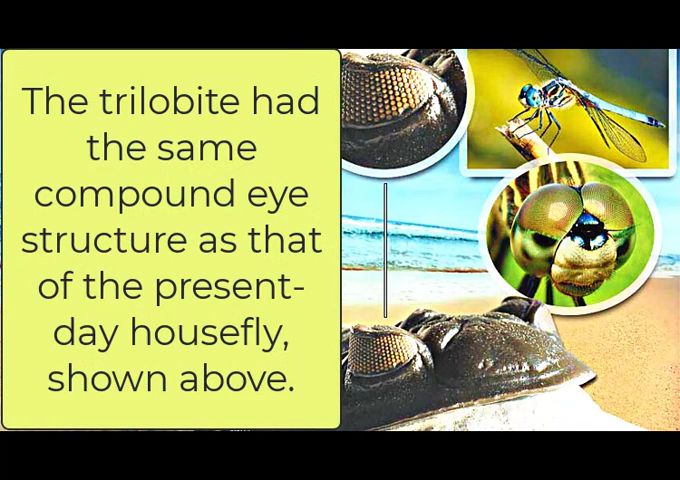 The trilobite had
the same
compound eye
structure as that
of the present-
day housefly,
shown above.